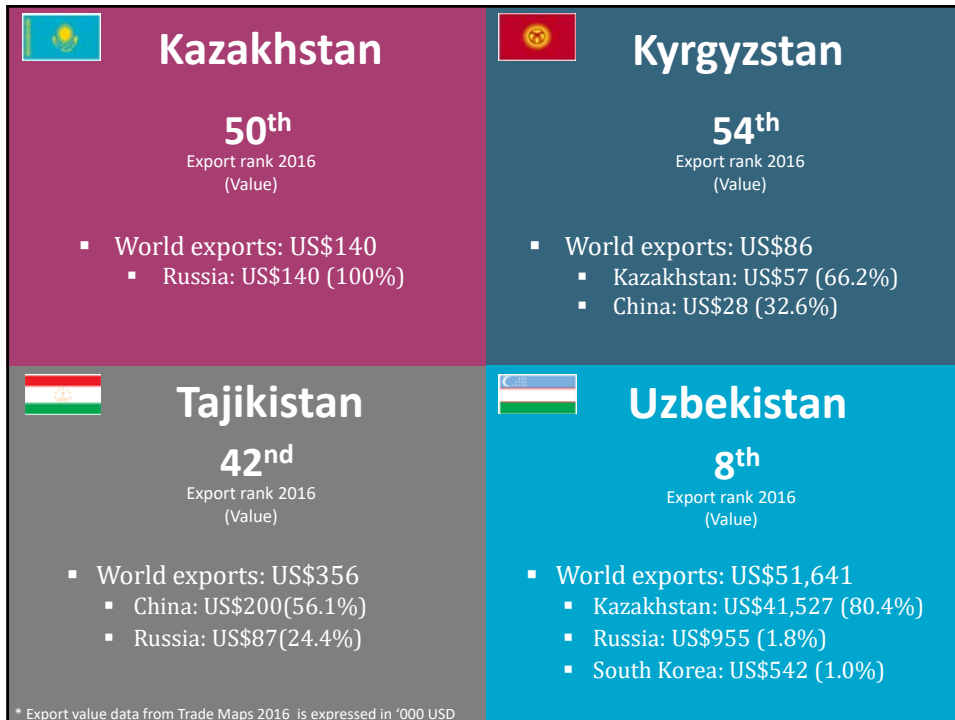 Kazakhstan
50th
Export rank 2016
(Value)
▪ World exports: US$140
▪ Russia: US$140 (100%)
Kyrgyzstan
54th
Export rank 2016
(Value)
▪ World exports: US$86
▪ Kazakhstan: US$57 (66.2%)
▪ China: US$28 (32.6%)
Tajikistan
42nd
Export rank 2016
(Value)
▪ World exports: US$356
▪ China: US$200(56.1%)
▪ Russia: US$87(24.4%)
Uzbekistan
8th
Export rank 2016
(Value)
▪ World exports: US$51,641
▪ Kazakhstan: US$41,527 (80.4%)
▪ Russia: US$955 (1.8%)
▪ South Korea: US$542 (1.0%)
* Export value data from Trade Maps 2016 is expressed in ‘000 USD